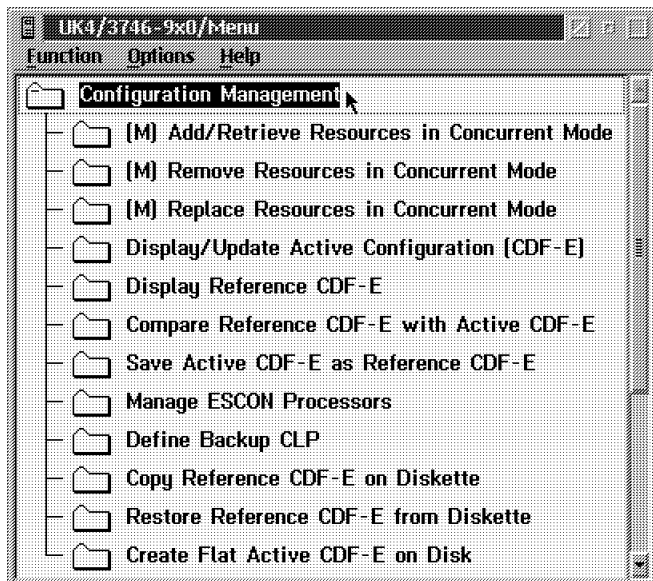 UK4/3746-9x0/Menu
Function Options Help
Configuration Management
(M) Add/Retrieve Resources in Concurrent Mode
(M) Remove Resources in Concurrent Mode
(M) Replace Resources in Concurrent Mode
Display/Update Active Configuration (CDF-E)
Display Reference CDF-E
Compare Reference CDF-E with Active CDF-E
Save Active CDF-E as Reference CDF-E
Manage ESCON Processors
Define Backup CLP
Copy Reference CDF-E on Diskette
Restore Reference CDF-E from Diskette
Create Flat Active CDF-E on Disk